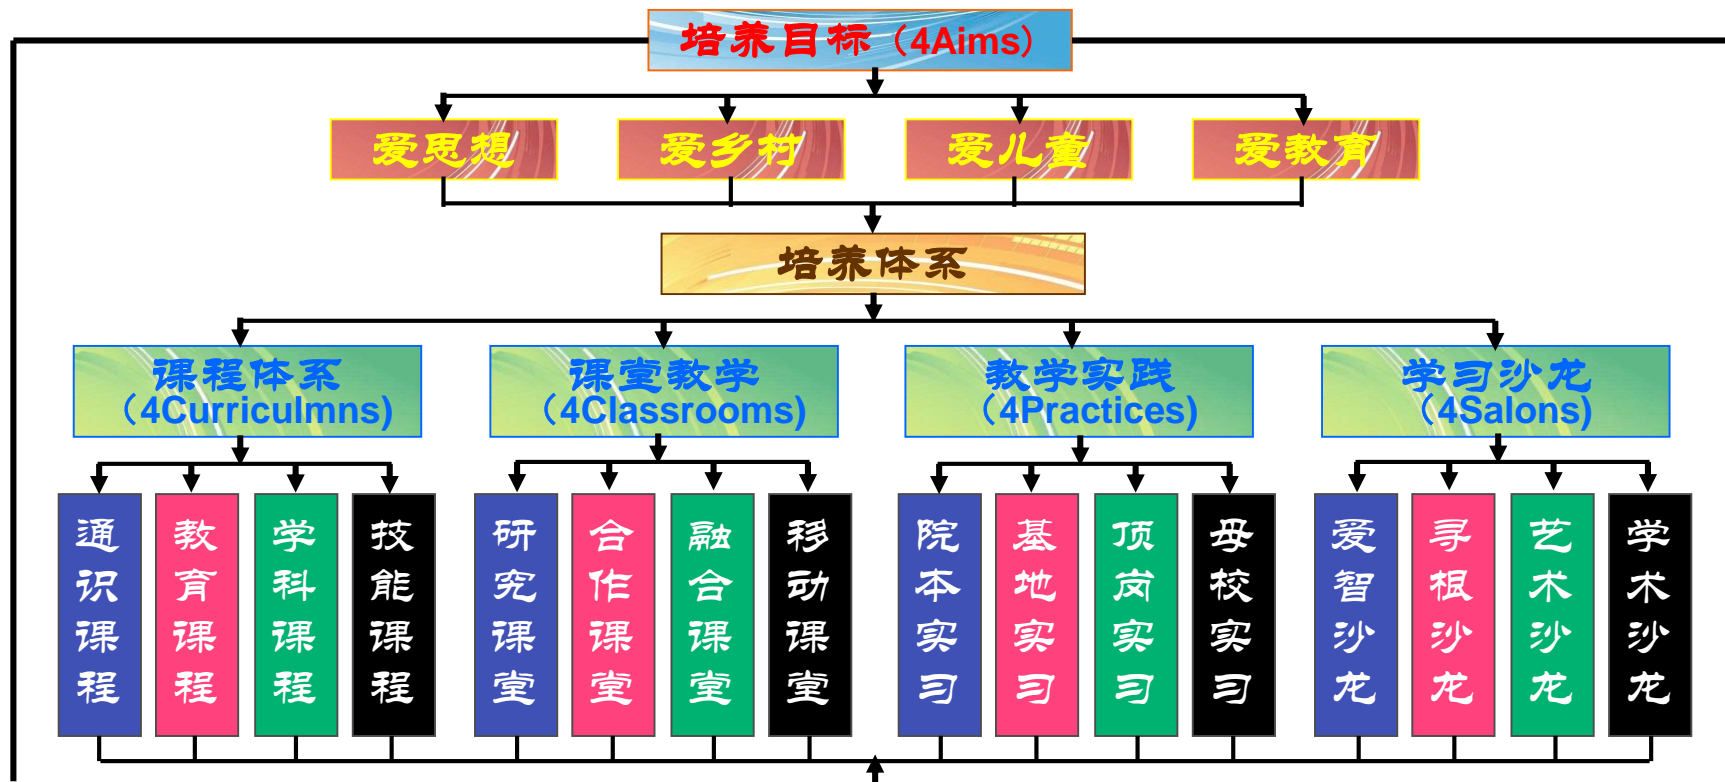 培养目标（4Aims)
爱思想
爱乡村
爱儿童
爱教育
培养体系
课程体系
（4Curriculmns)
课堂教学
（4Classrooms)
教学实践
（4Practices)
学习沙龙
（4Salons)
通识课程
教育课程
学科课程
技能课程
研究课堂
合作课堂
融合课堂
移动课堂
院本实习
基地实习
顶岗实习
母校实习
爱智沙龙
寻根沙龙
艺术沙龙
学术沙龙